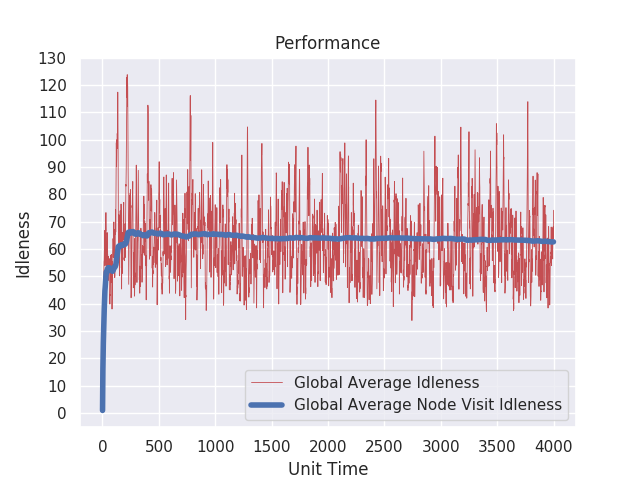 Performance
130
120
110
100
90
80
70
60
50
40
30
20
10
0
Idleness
Global Average Idleness
Global Average Node Visit Idleness
0 500 1000 1500 2000 2500 3000 3500 4000
Unit Time